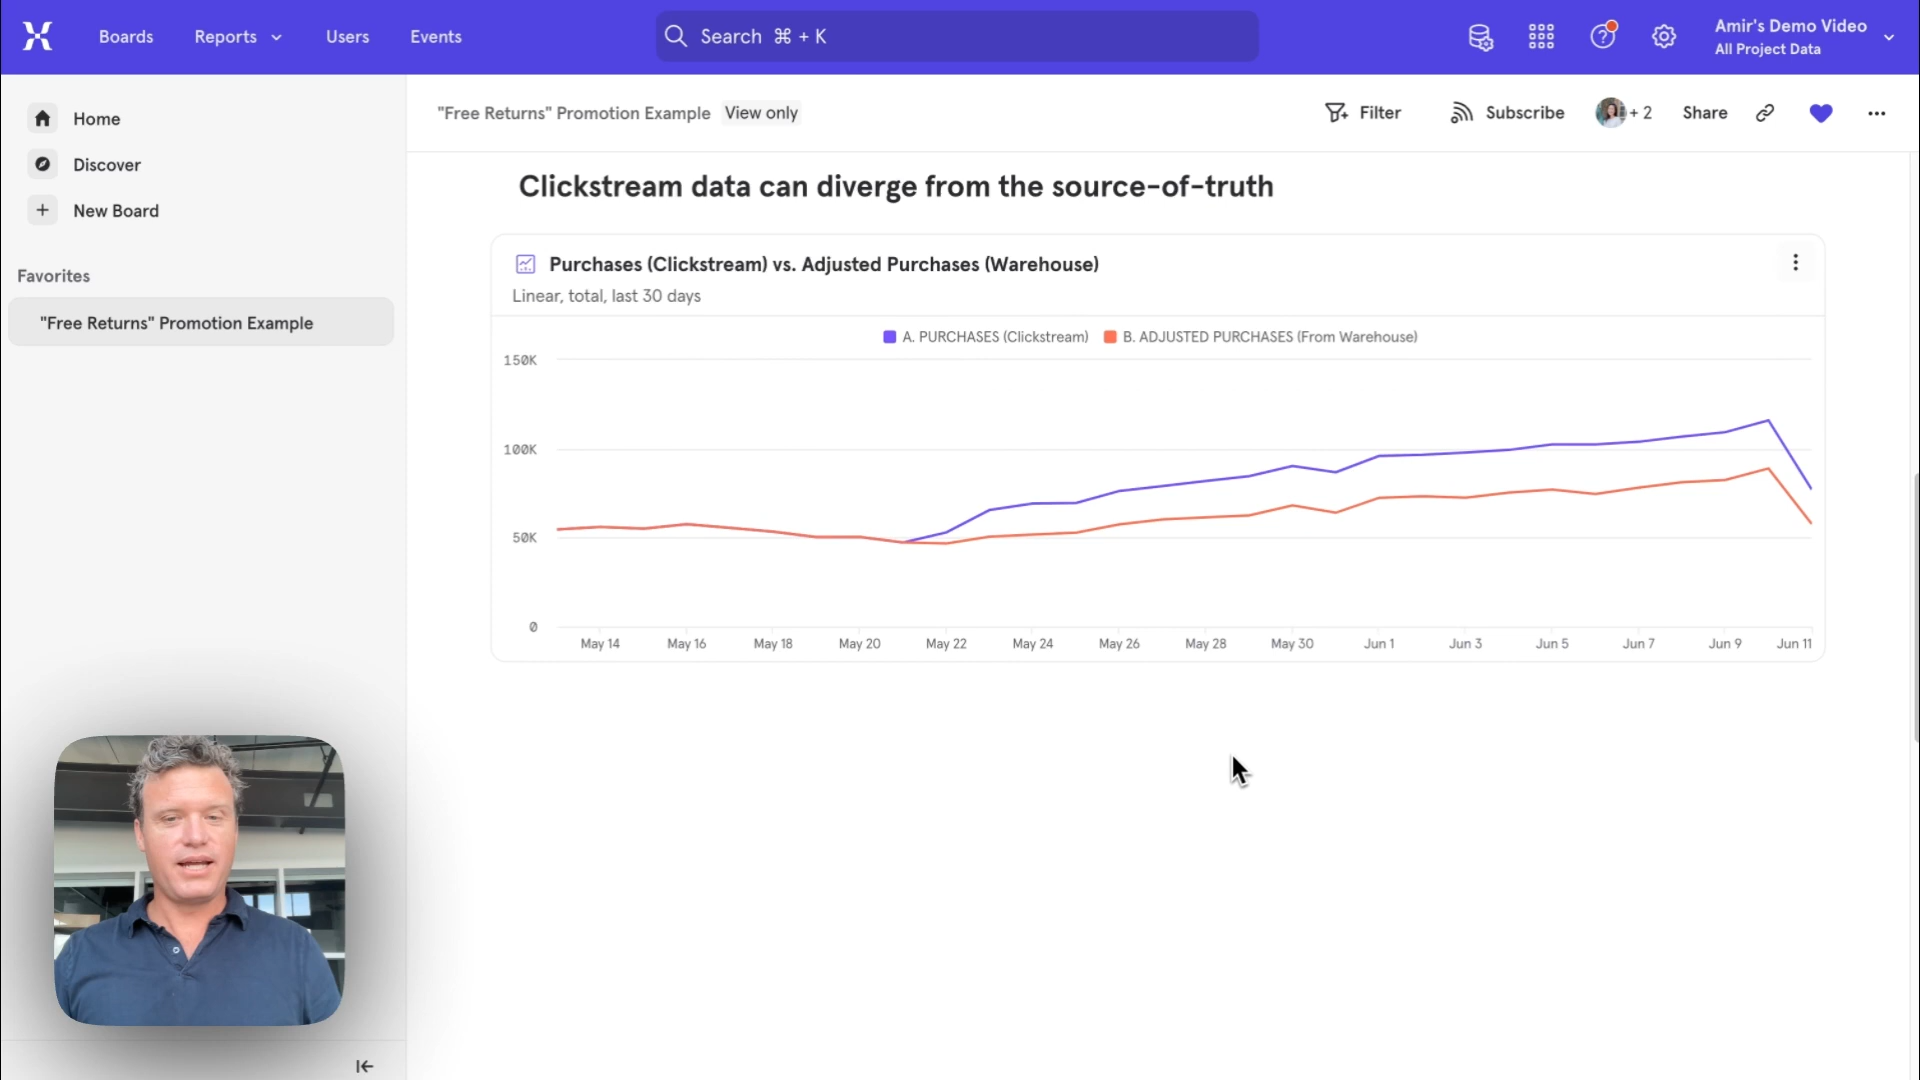 Boards
Reports
Users
Events
Search ⌘ + K
Amir's Demo Video
All Project Data
Home
Discover
New Board
Favorites
"Free Returns" Promotion Example
"Free Returns" Promotion Example View only
Filter
Subscribe
+ 2
Share
Clickstream data can diverge from the source-of-truth
Purchases (Clickstream) vs. Adjusted Purchases (Warehouse)
Linear, total, last 30 days
A. PURCHASES (Clickstream)
B. ADJUSTED PURCHASES (From Warehouse)
150K
100K
50K
0
May 14
May 16
May 18
May 20
May 22
May 24
May 26
May 28
May 30
Jun 1
Jun 3
Jun 5
Jun 7
Jun 9
Jun 11